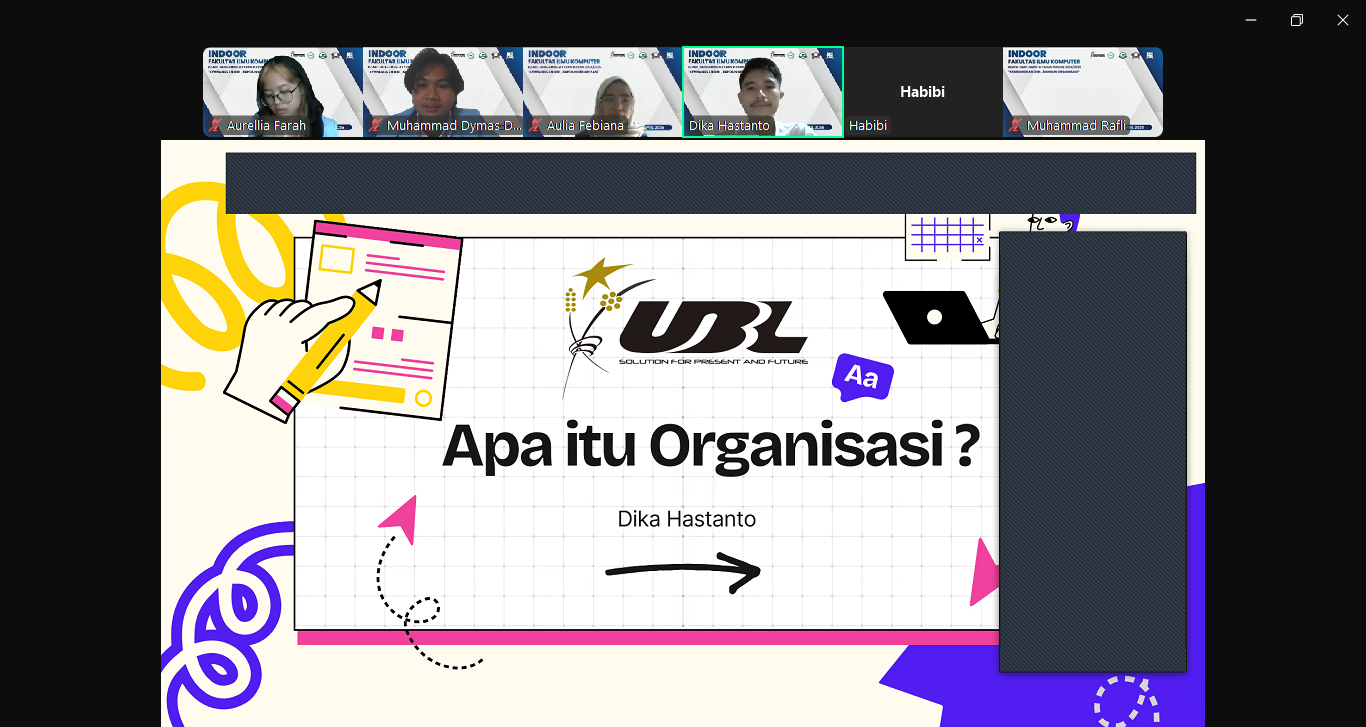 INDOOR
FAKULTAS ILMU KOMPUTER
INDOOR
FAKULTAS ILMU KOMPUTER
INDOOR
FAKULTAS ILMU KOMPUTER
INDOOR
FAKULTAS ILMU KOMPUTER
Habibi
INDOOR
FAKULTAS ILMU KOMPUTER
Aurellia Farah
Muhammad Dymas D...
Aulia Febiana
Dika Hastanto
Habibi
Muhammad Rafli
UBL
SOLUTION FOR PRESENT AND FUTURE
Aa
Apa itu Organisasi ?
Dika Hastanto